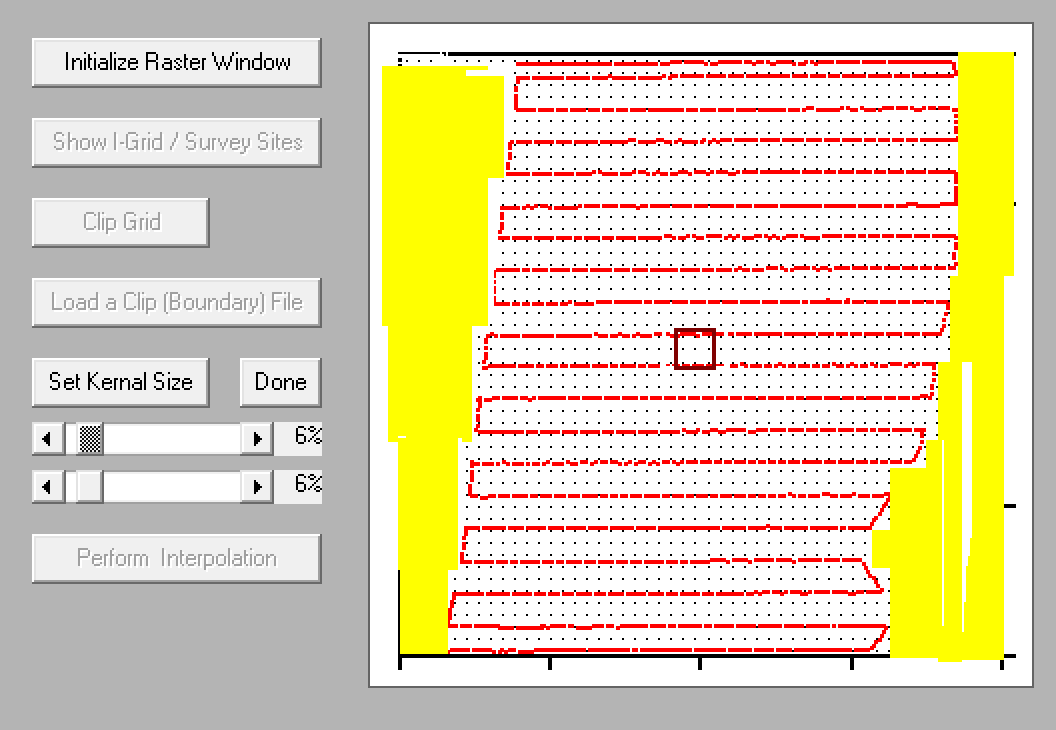 Initialize Raster Window
Show I-Grid / Survey Sites
Clip Grid
Load a Clip (Boundary) File
Set Kernal Size
Done
6%
6%
Perform Interpolation